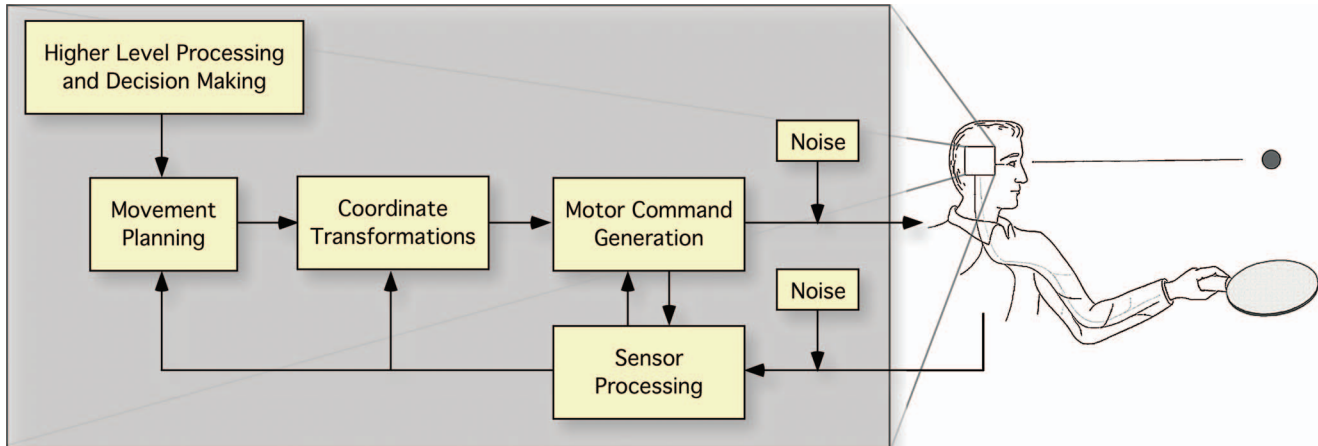 Higher Level Processing
and Decision Making
Noise
Movement
Planning
Coordinate
Transformations
Motor Command
Generation
Noise
Sensor
Processing